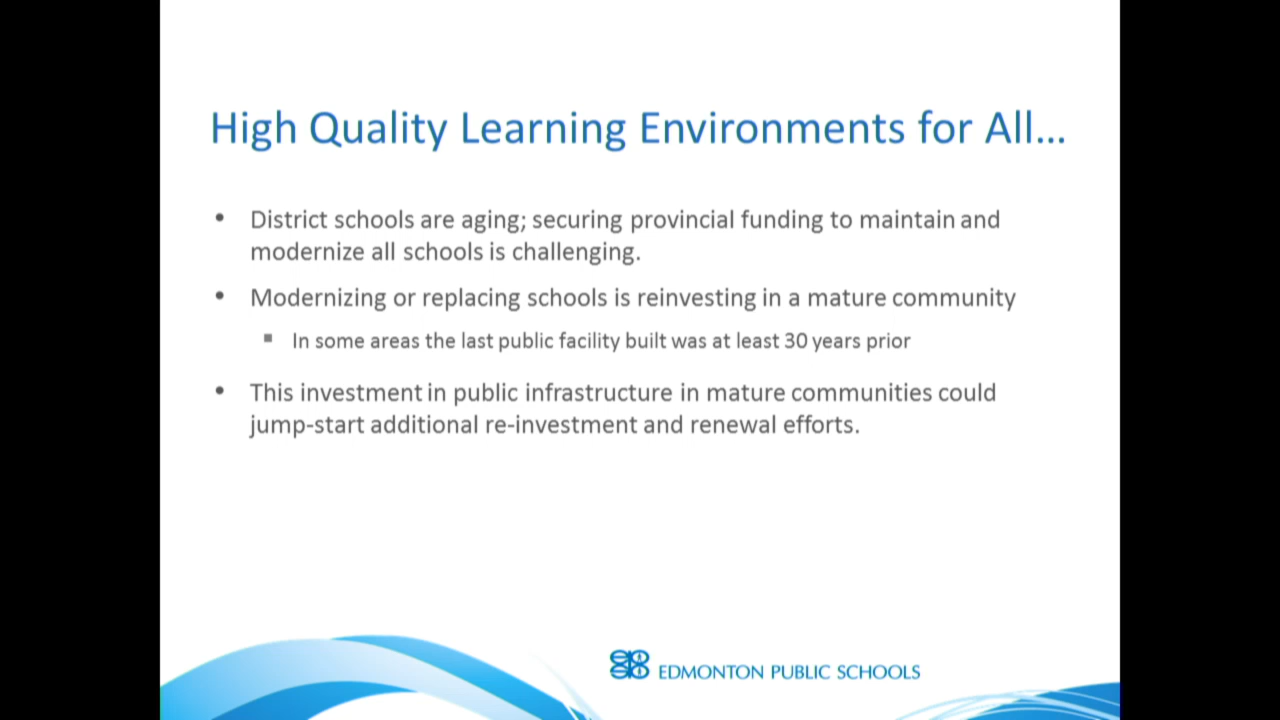 High Quality Learning Environments for All...
• District schools are aging; securing provincial funding to maintain and
modernize all schools is challenging.
• Modernizing or replacing schools is reinvesting in a mature community
▪ In some areas the last public facility built was at least 30 years prior
• This investment in public infrastructure in mature communities could
jump-start additional re-investment and renewal efforts.
EDMONTON PUBLIC SCHOOLS